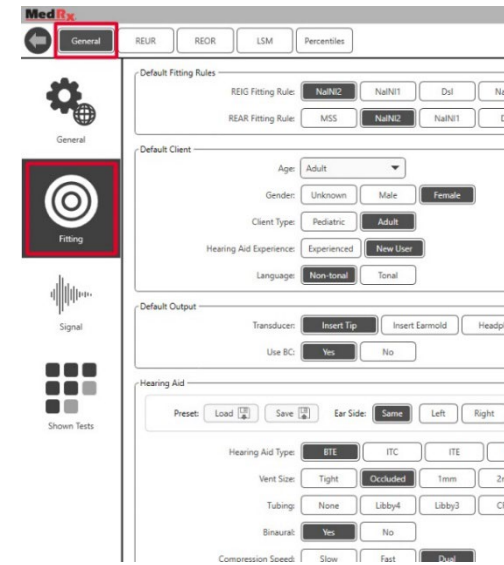 MedRx
General REUR REOR LSM Percentiles
Default Fitting Rules
REIG Fitting Rule: NalNl2 NalNl1 Dsl
REAR Fitting Rule: MSS NalNl2 NalNl1
General
Default Client
Age: Adult
Gender: Unknown Male Female
Client Type: Pediatric Adult
Hearing Aid Experience: Experienced New User
Language: Non-tonal Tonal
Fitting
Default Output
Transducer: Insert Tip Insert Earmold Headp
Use BC: Yes No
Signal
Hearing Aid
Preset: Load Save Ear Side: Same Left Right
Shown Tests
Hearing Aid Type: BTE ITC ITE
Vent Size: Tight Occluded 1mm
Tubing: None Libby4 Libby3
Binaural: Yes No
Compression Speed: Slow Fast Dual